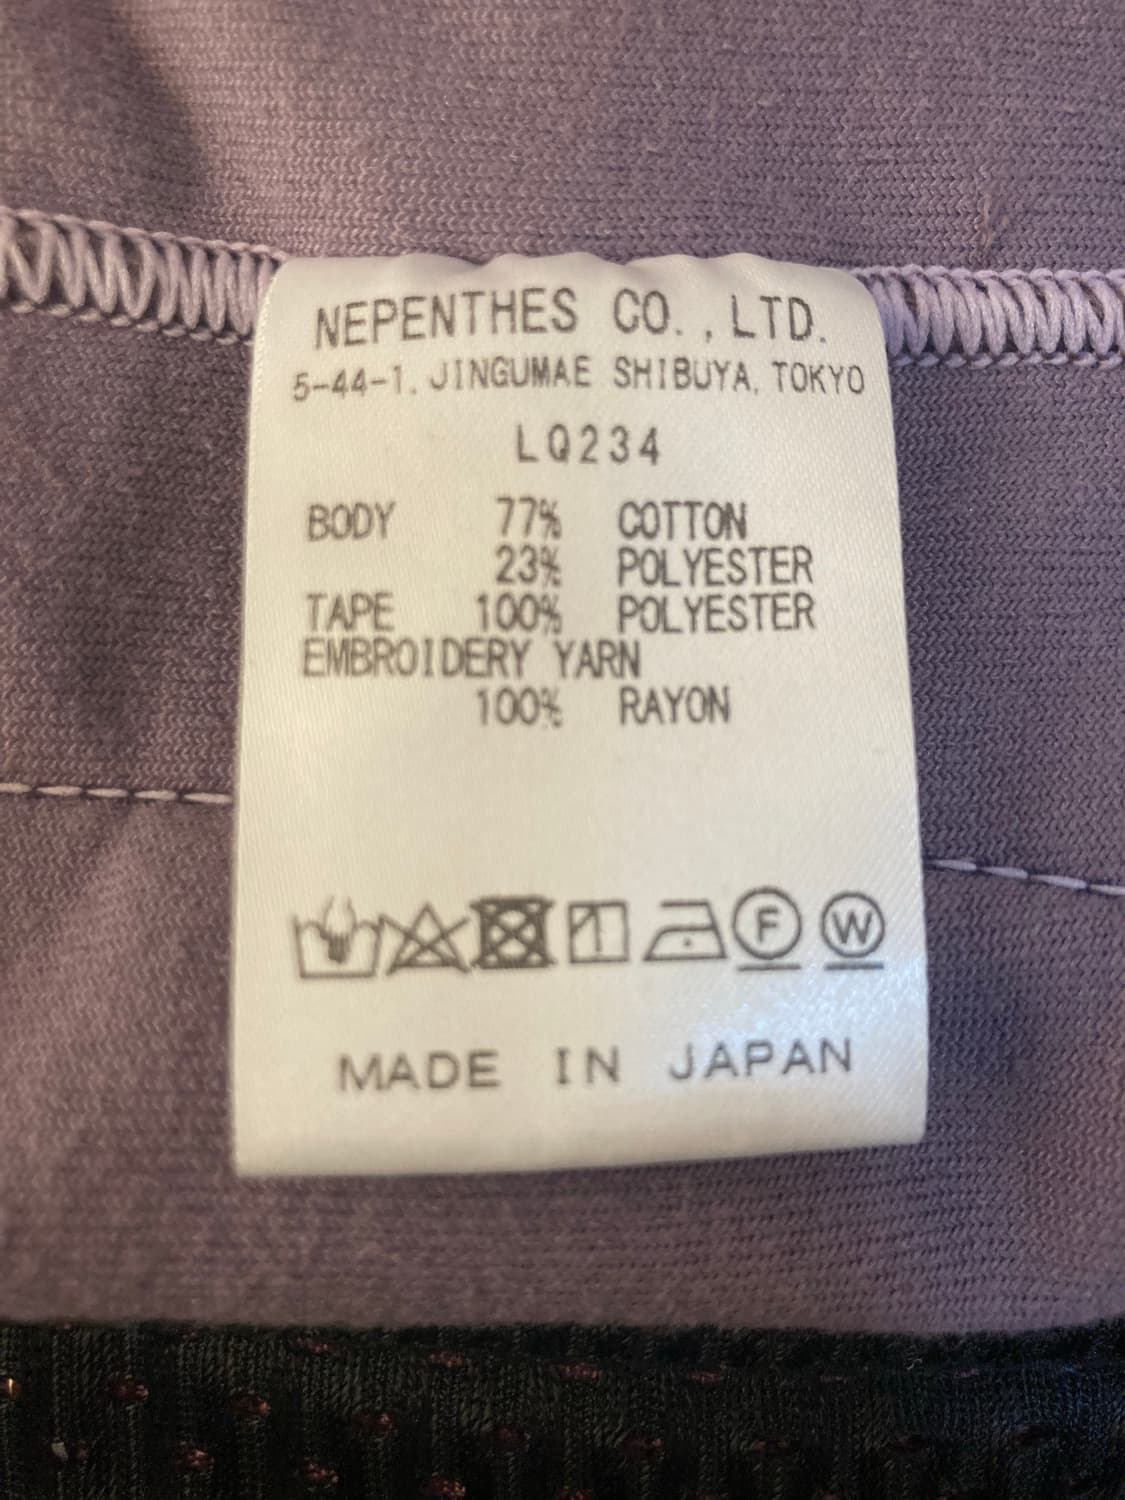 NEPENTHES CO.,LTD.
5-44-1, JINGUMAE SHIBUYA, TOKYO
LQ234
BODY 77% COTTON
23% POLYESTER
TAPE 100% POLYESTER
EMBROIDERY YARN
100% RAYON
F W
MADE IN JAPAN